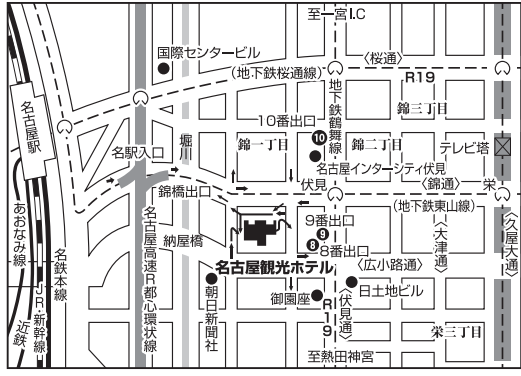 至一宮I.C
国際センタービル
〈桜通〉
(地下鉄桜通線)
R19
地下鉄鶴舞線
錦三丁目
10番出口
10
名古屋駅
堀川
錦一丁目
錦二丁目
テレビ塔
名駅入口
名古屋インターシティ伏見
錦橋出口
伏見
〈錦通〉
栄
(地下鉄東山線)
9番出口
9
〈大津通〉
〈久屋大通〉
納屋橋
8
8番出口
名古屋観光ホテル
〈広小路通〉
あおなみ線
名鉄本線
名古屋高速R都心環状線
朝日新聞社
御園座
日土地ビル
JR・新幹線
R19
〈伏見通〉
近鉄
栄三丁目
至熱田神宮